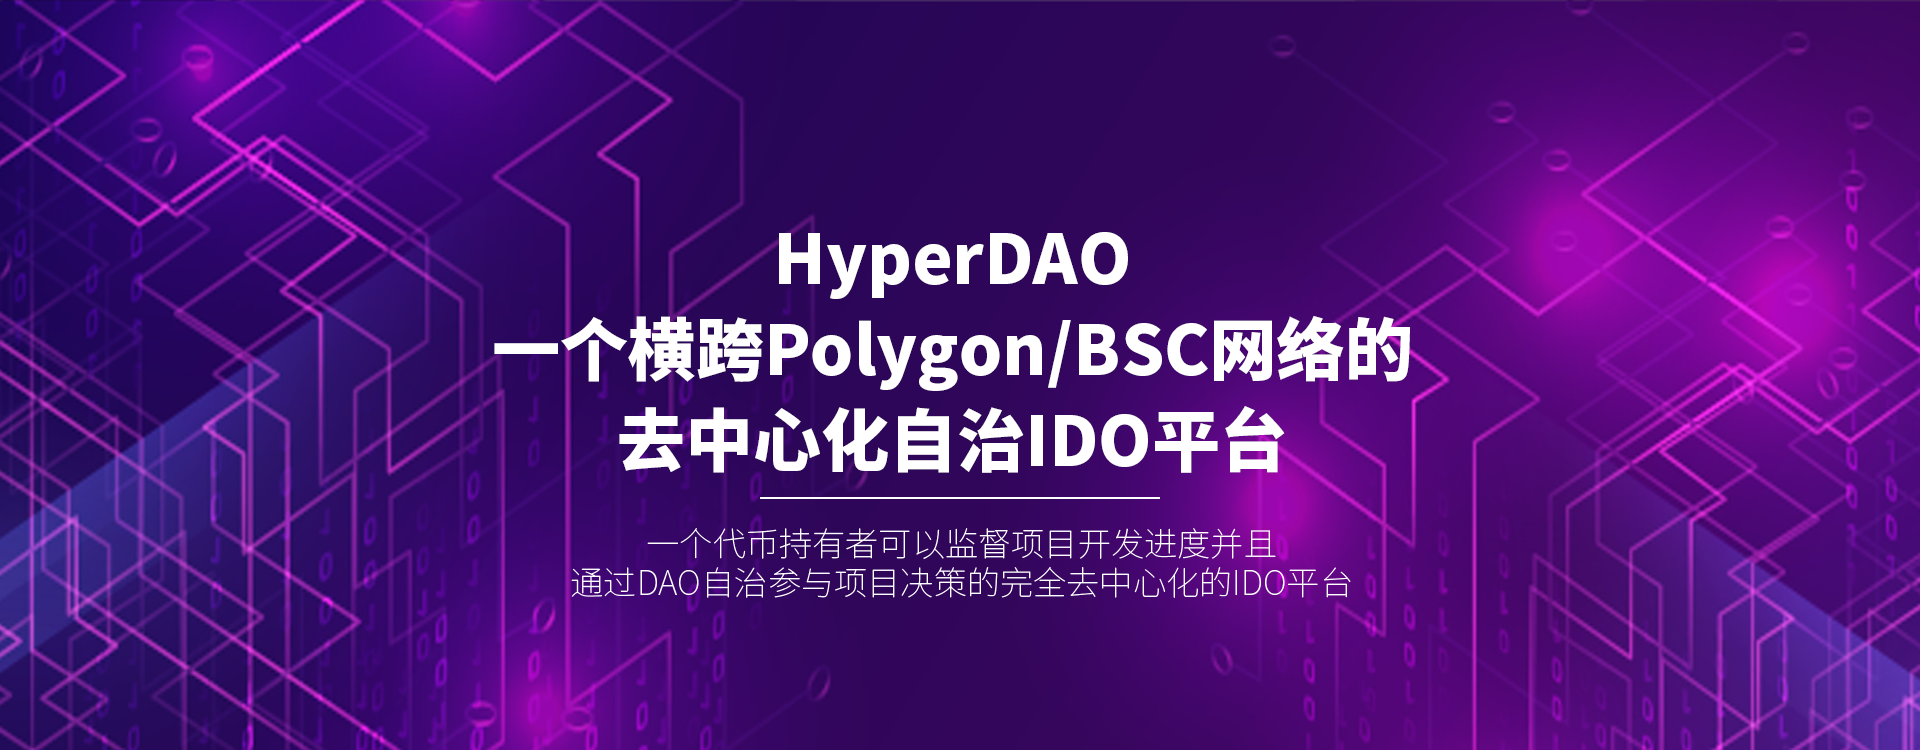 HyperDAO
一个横跨Polygon/BSC网络的
去中心化自治IDO平台
一个代币持有者可以监督项目开发进度并且
通过DAO自治参与项目决策的完全去中心化的IDO平台